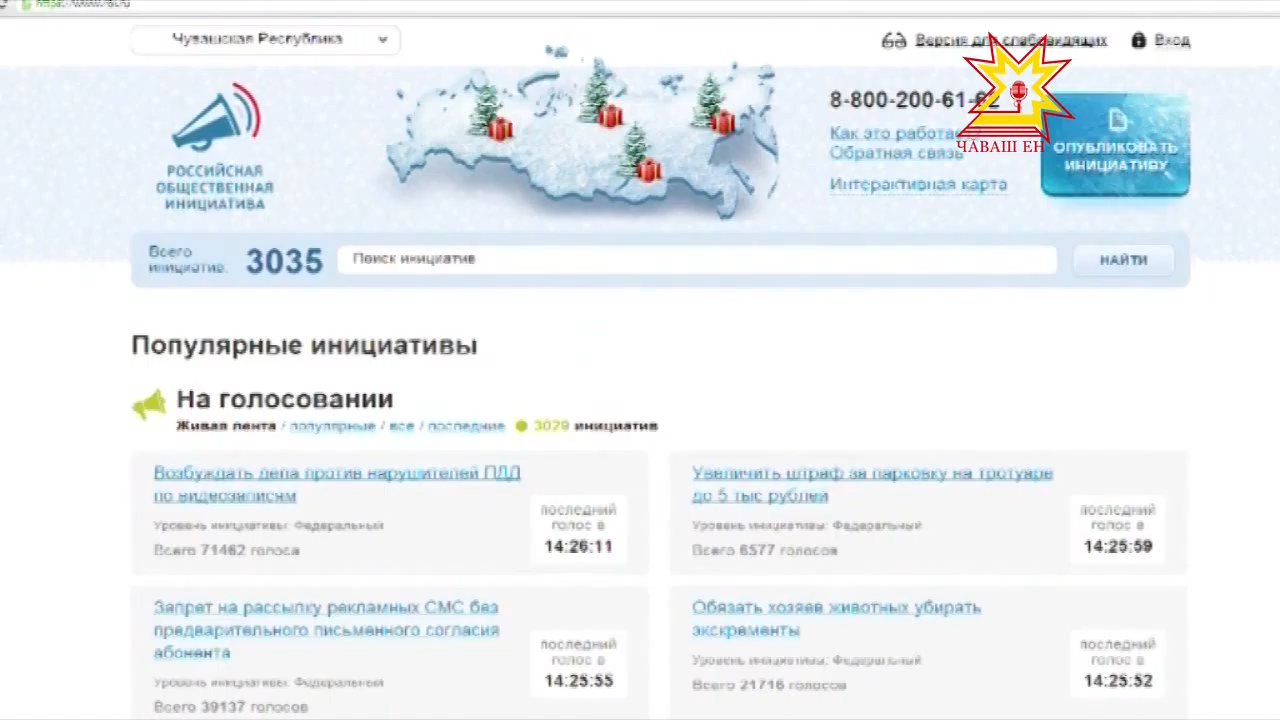 Чувашская Республика
Версия для слабовидящих
Вход
8-800-200-61-62
ЧӐВАШ ЕН
Как это работает?
Обратная связь
Интерактивная карта
ОПУБЛИКОВАТЬ
ИНИЦИАТИВУ
РОССИЙСКАЯ
ОБЩЕСТВЕННАЯ
ИНИЦИАТИВА
Всего
инициатив:
3035
Поиск инициатив
НАЙТИ
Популярные инициативы
На голосовании
Живая лента / популярные / все / последние 3029 инициатив
Возбуждать дела против нарушителей ПДД
по видеозаписям
Уровень инициативы: Федеральный
Всего 71462 голоса
последний
голос в
14:26:11
Увеличить штраф за парковку на тротуаре
до 5 тыс рублей
Уровень инициативы: Федеральный
Всего 6577 голосов
последний
голос в
14:25:59
Запрет на рассылку рекламных СМС без
предварительного письменного согласия
абонента
Уровень инициативы: Федеральный
Всего 39137 голосов
последний
голос в
14:25:55
Обязать хозяев животных убирать
экскременты
Уровень инициативы: Федеральный
Всего 21716 голосов
последний
голос в
14:25:52